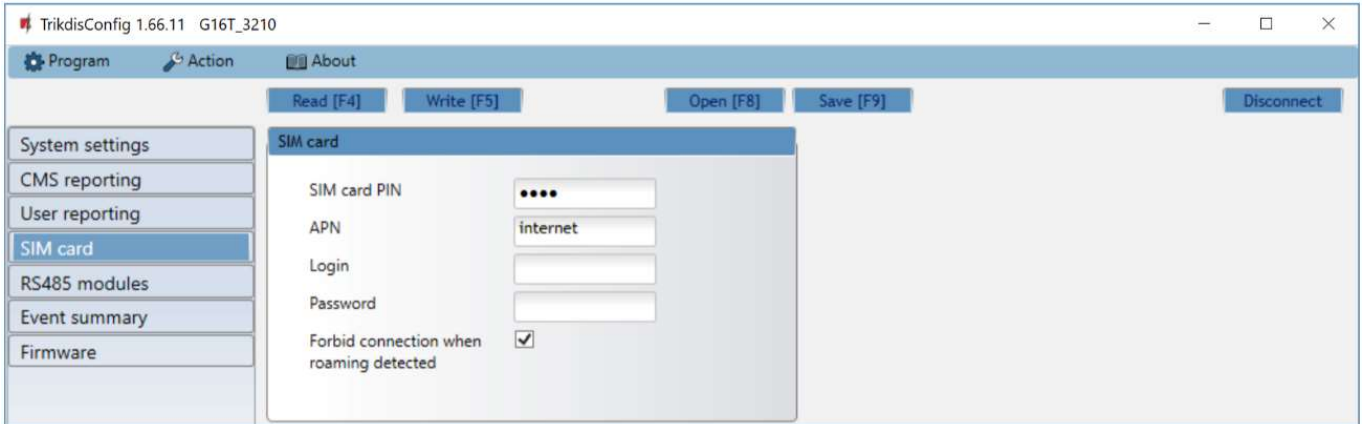 TrikdisConfig 1.66.11 G16T_3210
Program Action About
Read [F4] Write [F5] Open [F8] Save [F9] Disconnect
System settings
CMS reporting
User reporting
SIM card
RS485 modules
Event summary
Firmware
SIM card
SIM card PIN ••••
APN internet
Login
Password
Forbid connection when
roaming detected